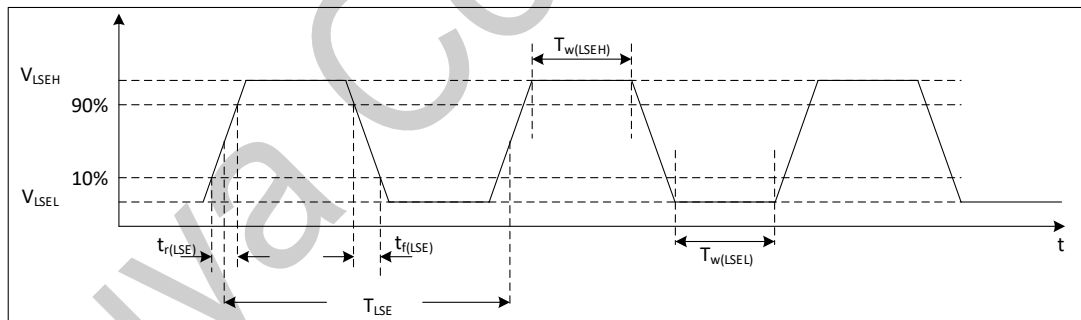 T_w(LSEH)
V_LSEH
90%
10%
V_LSEL
t_r(LSE)
t_f(LSE)
T_w(LSEL)
t
T_LSE